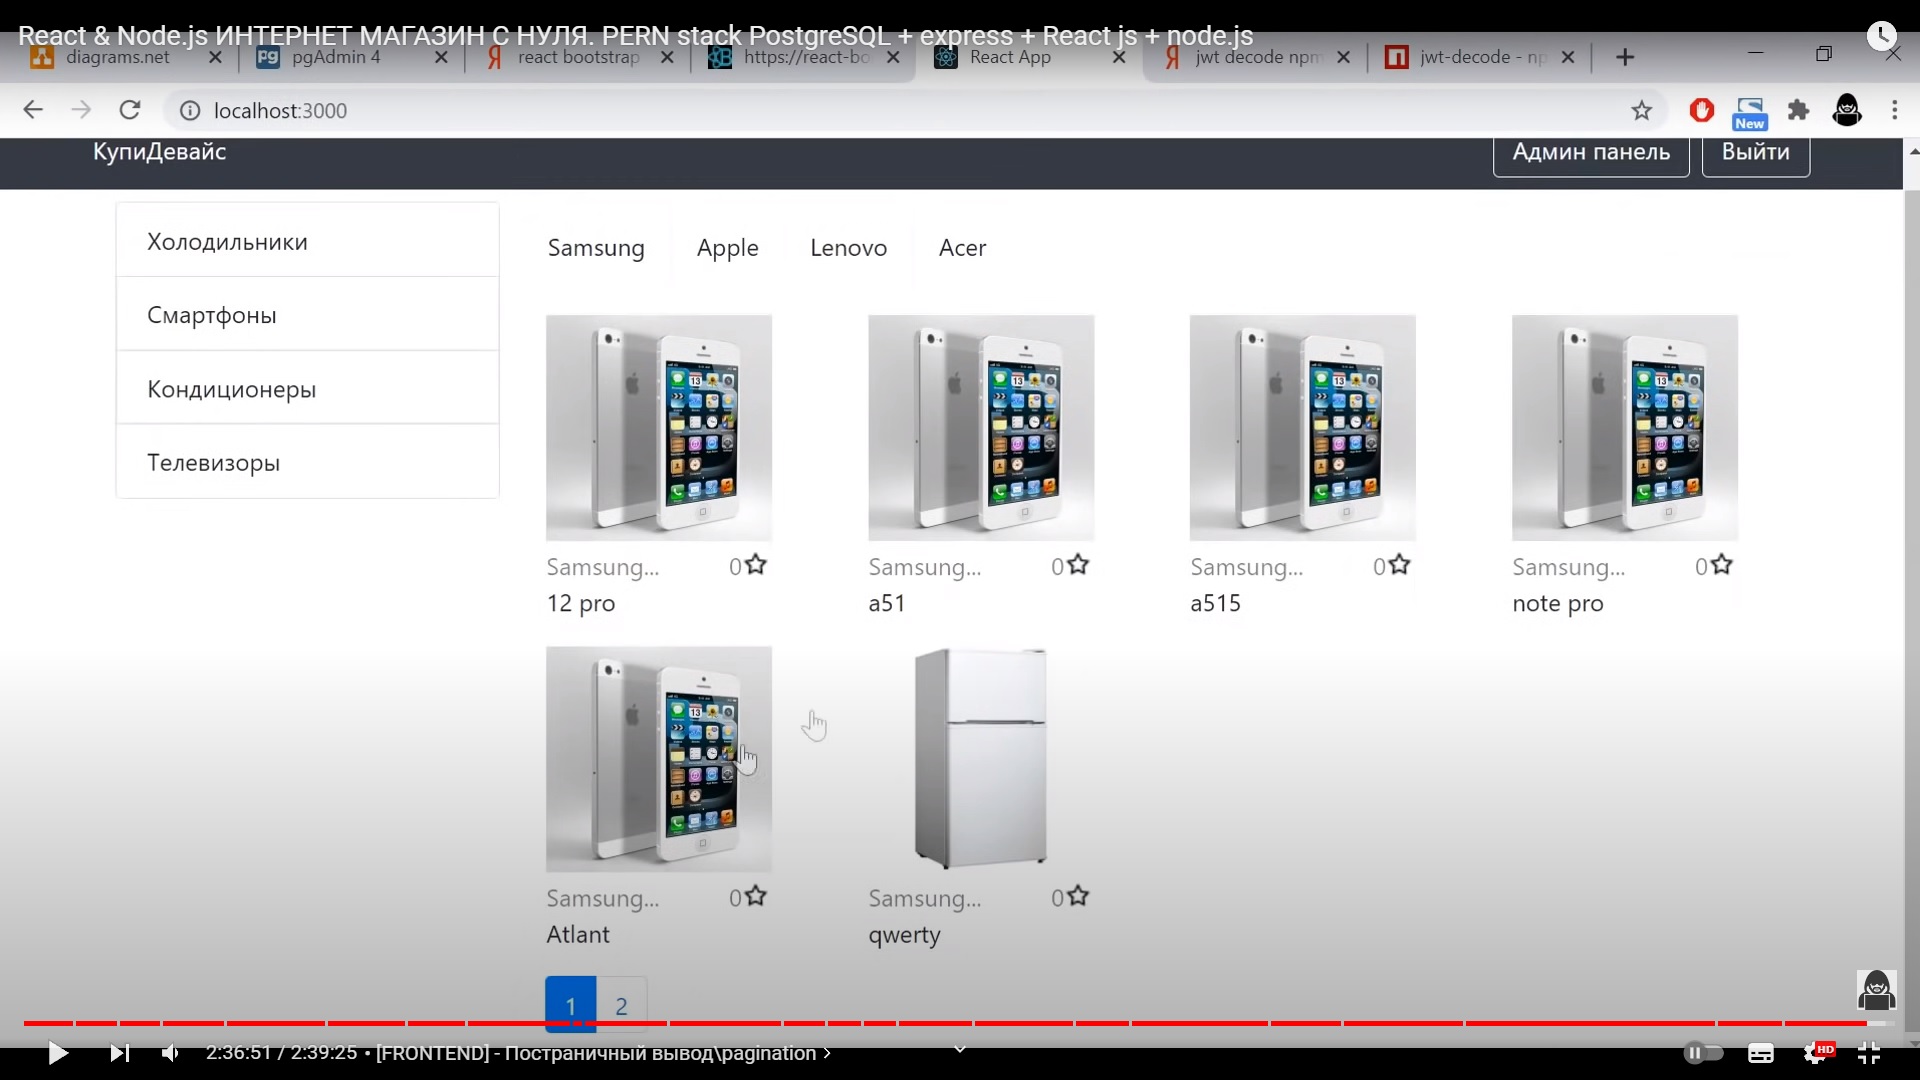 React & Node.js ИНТЕРНЕТ МАГАЗИН С НУЛЯ. PERN stack PostgreSQL + express + React js + node.js
diagrams.net
pgAdmin 4
react bootstrap
https://react-bo
React App
jwt decode npm
jwt-decode - np
localhost:3000
New
КупиДевайс
Админ панель
Выйти
Холодильники
Смартфоны
Кондиционеры
Телевизоры
Samsung
Apple
Lenovo
Acer
Samsung... 0
12 pro
Samsung... 0
a51
Samsung... 0
a515
Samsung... 0
note pro
Samsung... 0
Atlant
Samsung... 0
qwerty
1 2
2:36:51 / 2:39:25 • [FRONTEND] - Постраничный вывод\pagination
HD